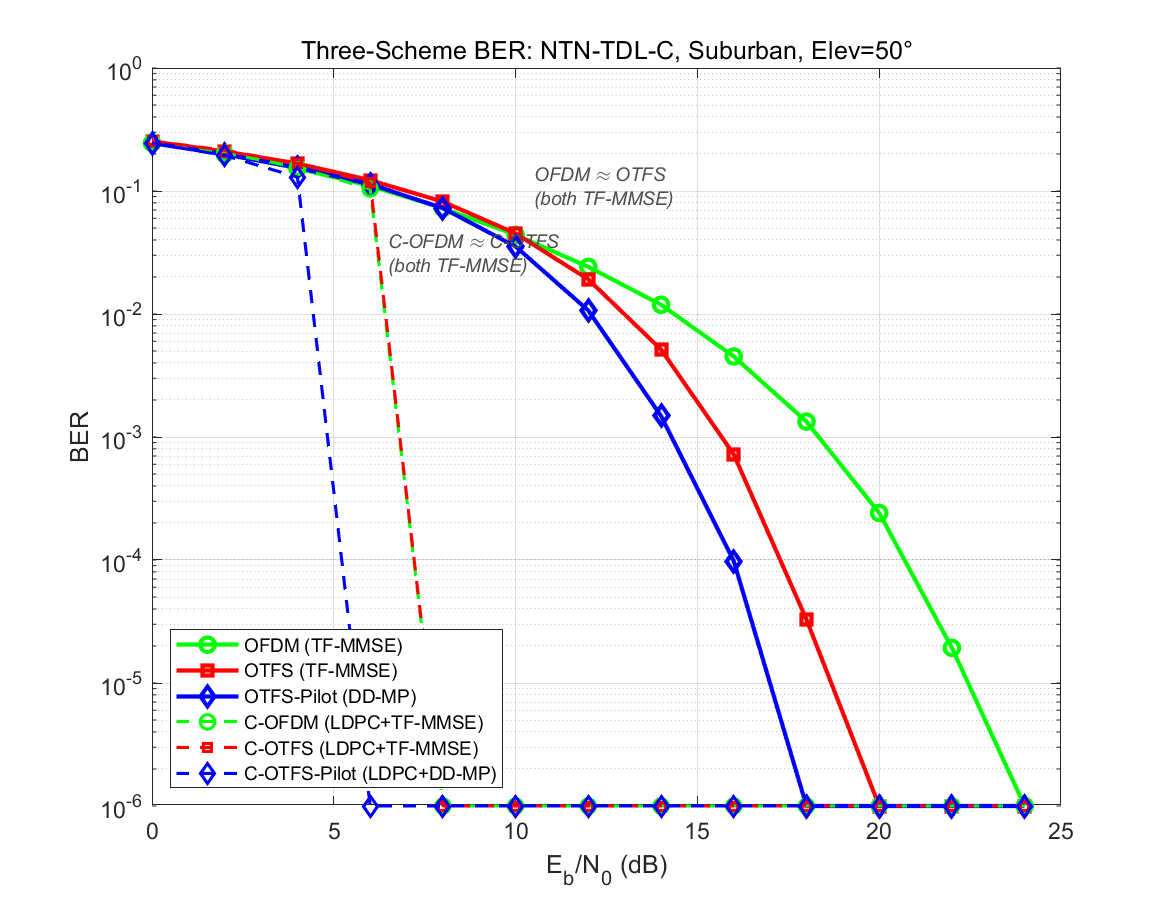 Three-Scheme BER: NTN-TDL-C, Suburban, Elev=50°
10^0
10^-1
10^-2
10^-3
10^-4
10^-5
10^-6
BER
OFDM ≈ OTFS
(both TF-MMSE)
C-OFDM ≈ C-OTFS
(both TF-MMSE)
OFDM (TF-MMSE)
OTFS (TF-MMSE)
OTFS-Pilot (DD-MP)
C-OFDM (LDPC+TF-MMSE)
C-OTFS (LDPC+TF-MMSE)
C-OTFS-Pilot (LDPC+DD-MP)
0 5 10 15 20 25
E_b/N_0 (dB)